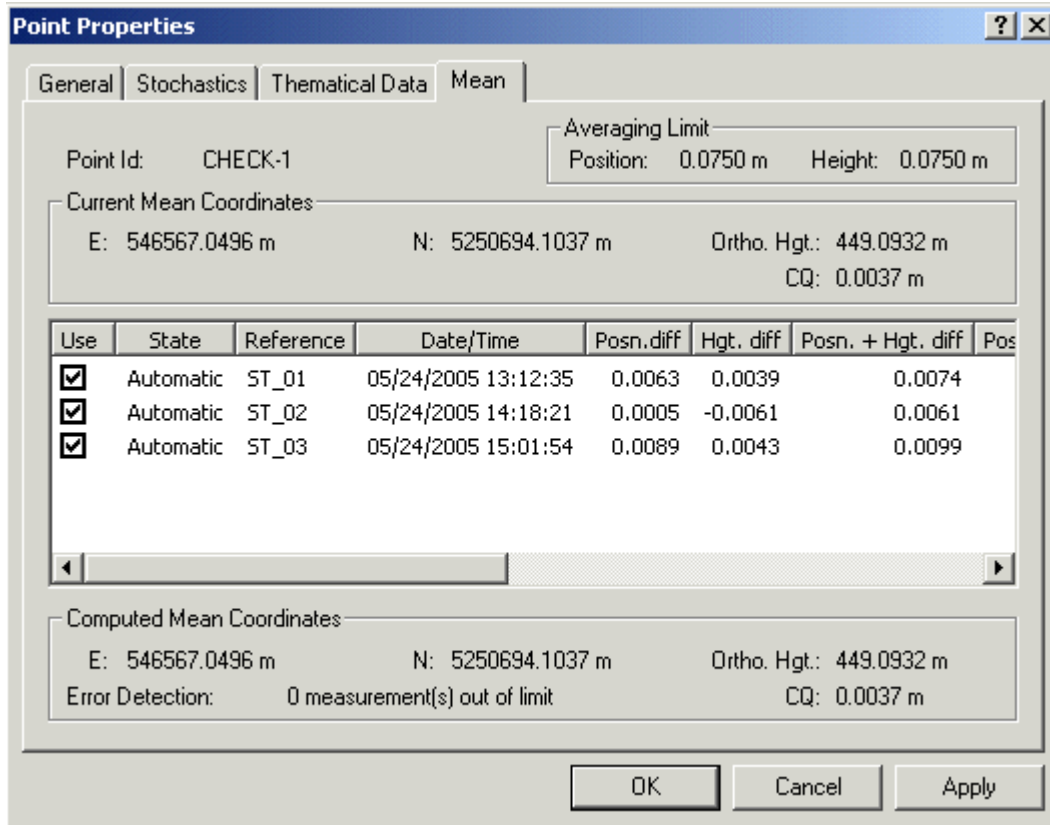 Point Properties
General Stochastics Thematical Data Mean
Averaging Limit
Point Id: CHECK-1 Position: 0.0750 m Height: 0.0750 m
Current Mean Coordinates
E: 546567.0496 m N: 5250694.1037 m Ortho. Hgt.: 449.0932 m
CQ: 0.0037 m
Use State Reference Date/Time Posn.diff Hgt. diff Posn. + Hgt. diff Pos
Automatic ST_01 05/24/2005 13:12:35 0.0063 0.0039 0.0074
Automatic ST_02 05/24/2005 14:18:21 0.0005 -0.0061 0.0061
Automatic ST_03 05/24/2005 15:01:54 0.0089 0.0043 0.0099
Computed Mean Coordinates
E: 546567.0496 m N: 5250694.1037 m Ortho. Hgt.: 449.0932 m
Error Detection: 0 measurement(s) out of limit CQ: 0.0037 m
OK Cancel Apply